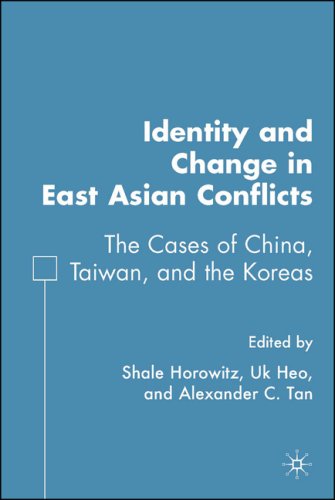 Identity and
Change in
East Asian Conflicts
The Cases of China,
Taiwan, and the Koreas
Edited by
Shale Horowitz, Uk Heo,
and Alexander C. Tan